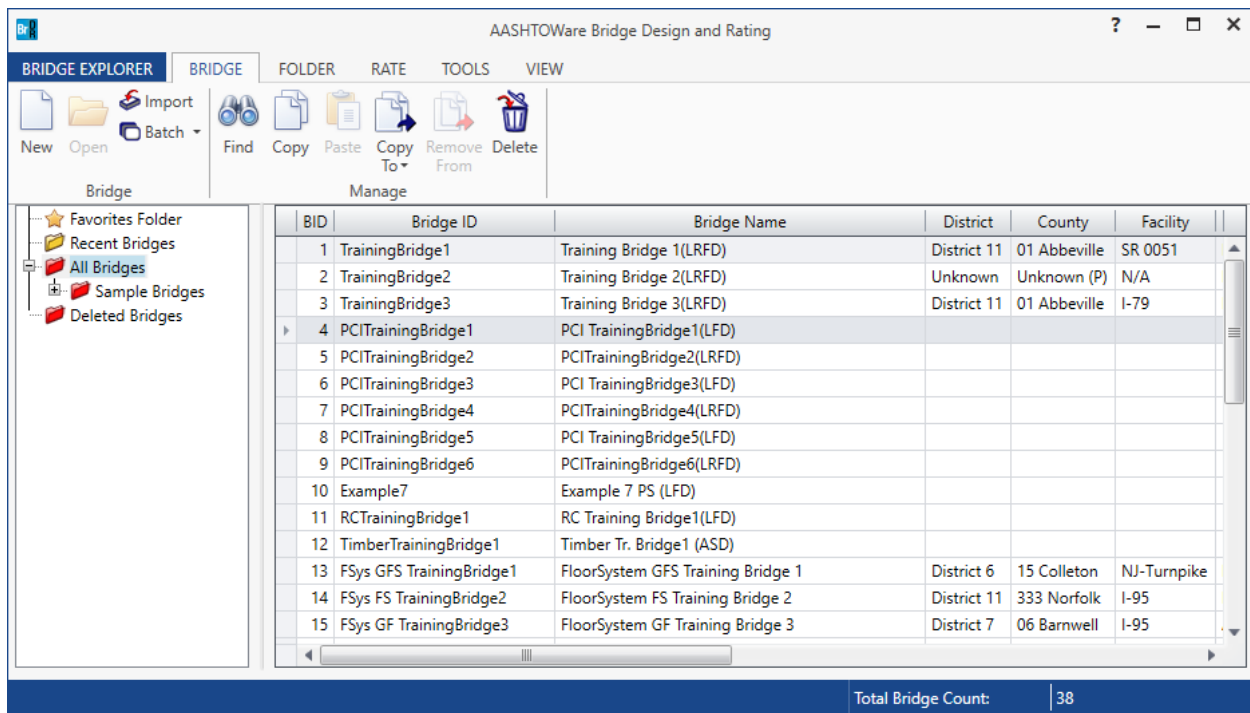 BrDR
AASHTOWare Bridge Design and Rating
?
BRIDGE EXPLORER BRIDGE FOLDER RATE TOOLS VIEW
New Open Import
Batch
Find Copy Paste Copy To Remove From Delete
Bridge Manage
Favorites Folder
Recent Bridges
All Bridges
Sample Bridges
Deleted Bridges
BID Bridge ID Bridge Name District County Facility
1 TrainingBridge1 Training Bridge 1(LRFD) District 11 01 Abbeville SR 0051
2 TrainingBridge2 Training Bridge 2(LRFD) Unknown Unknown (P) N/A
3 TrainingBridge3 Training Bridge 3(LRFD) District 11 01 Abbeville I-79
4 PCITrainingBridge1 PCI TrainingBridge1(LFD)
5 PCITrainingBridge2 PCITrainingBridge2(LRFD)
6 PCITrainingBridge3 PCI TrainingBridge3(LFD)
7 PCITrainingBridge4 PCITrainingBridge4(LRFD)
8 PCITrainingBridge5 PCI TrainingBridge5(LFD)
9 PCITrainingBridge6 PCITrainingBridge6(LRFD)
10 Example7 Example 7 PS (LFD)
11 RCTrainingBridge1 RC Training Bridge1(LFD)
12 TimberTrainingBridge1 Timber Tr. Bridge1 (ASD)
13 FSys GFS TrainingBridge1 FloorSystem GFS Training Bridge 1 District 6 15 Colleton NJ-Turnpike
14 FSys FS TrainingBridge2 FloorSystem FS Training Bridge 2 District 11 333 Norfolk I-95
15 FSys GF TrainingBridge3 FloorSystem GF Training Bridge 3 District 7 06 Barnwell I-95
Total Bridge Count: 38